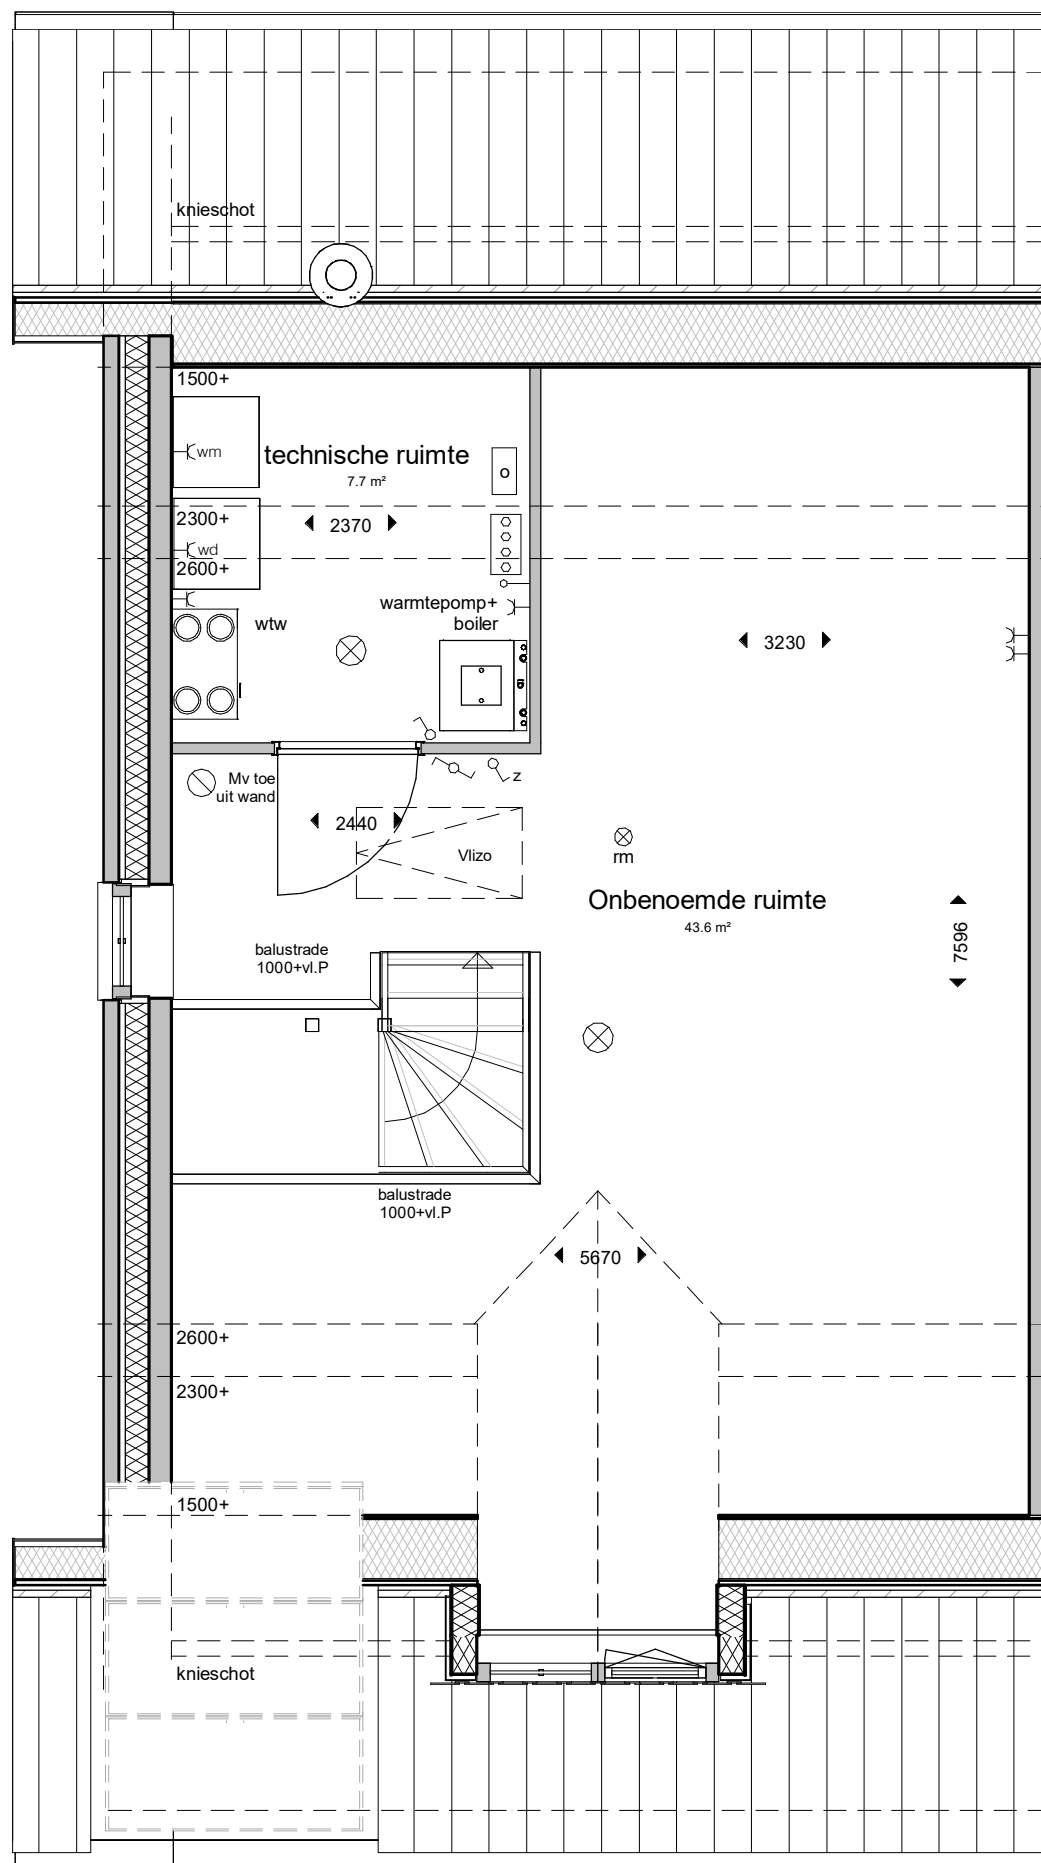 knieschot
1500+
wm
technische ruimte
7.7 m²
o
2300+
2370
wd
2600+
warmtepomp+
boiler
wtw
3230
Mv toe
uit wand
z
2440
Vlizo
rm
Onbenoemde ruimte
43.6 m²
7596
balustrade
1000+vl.P
balustrade
1000+vl.P
5670
2600+
2300+
1500+
knieschot